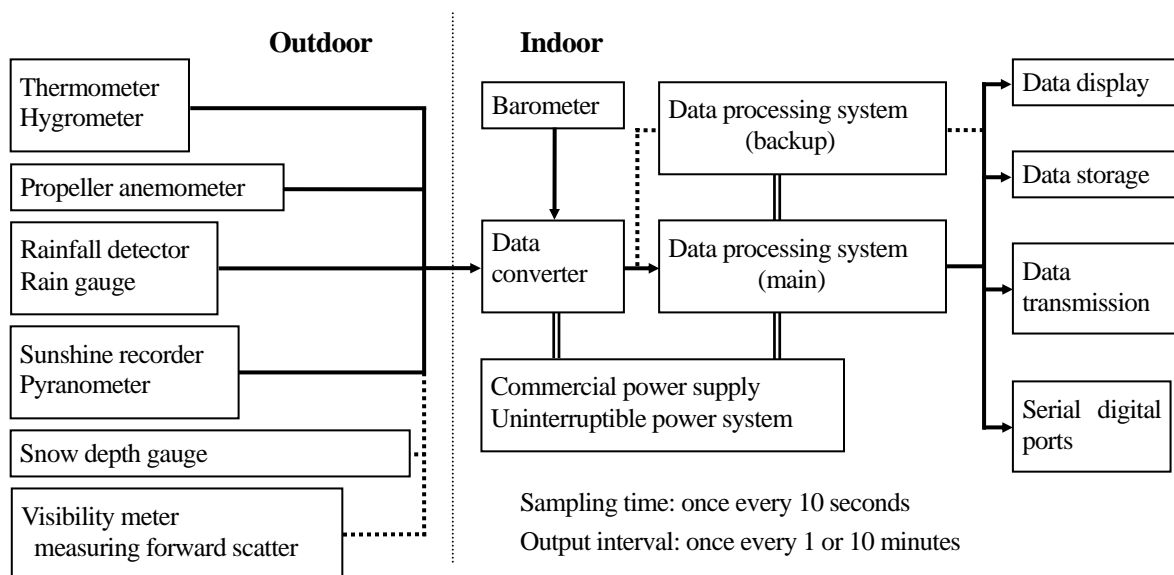 Outdoor
Thermometer
Hygrometer
Propeller anemometer
Rainfall detector
Rain gauge
Sunshine recorder
Pyranometer
Snow depth gauge
Visibility meter
measuring forward scatter
Indoor
Barometer
Data
converter
Data processing system
(backup)
Data processing system
(main)
Commercial power supply
Uninterruptible power system
Sampling time: once every 10 seconds
Output interval: once every 1 or 10 minutes
Data display
Data storage
Data
transmission
Serial digital
ports